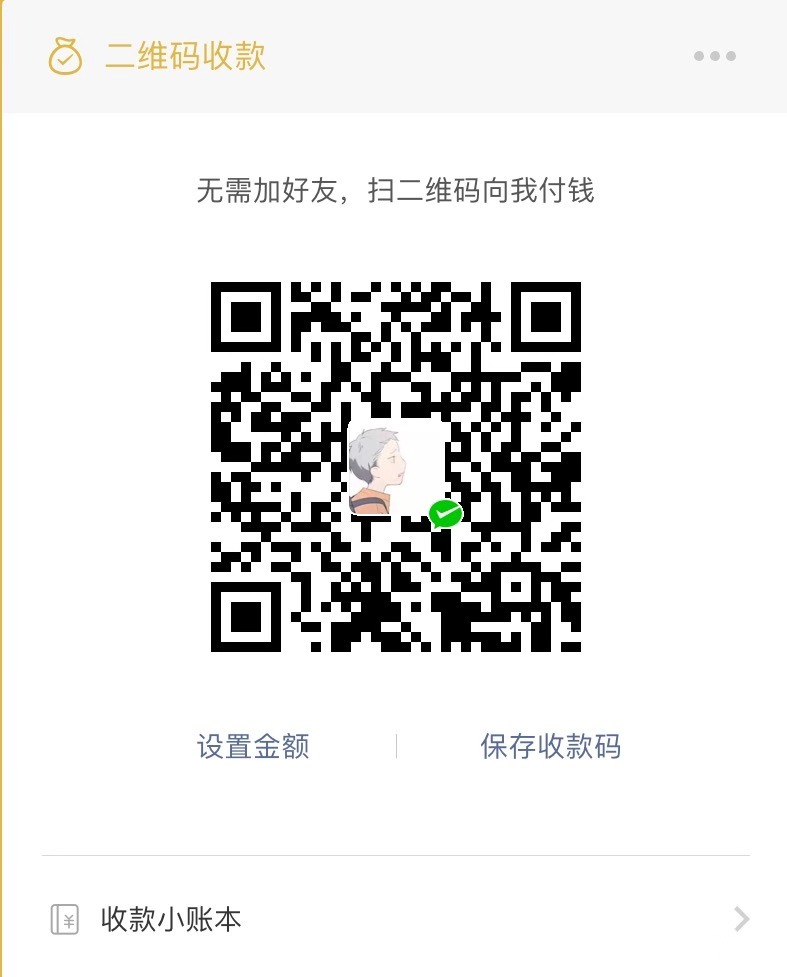 二维码收款
无需加好友，扫二维码向我付钱
设置金额
保存收款码
收款小账本